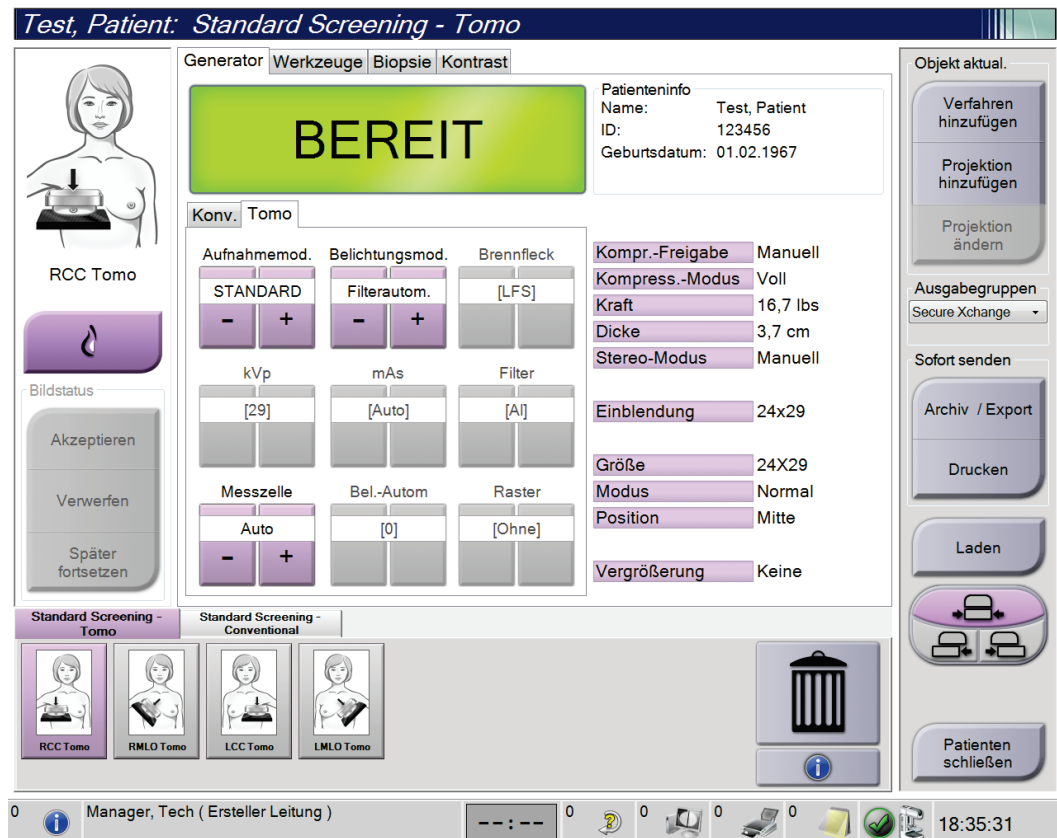 Test, Patient: Standard Screening - Tomo
Generator Werkzeuge Biopsie Kontrast
BEREIT
Patienteninfo
Name: Test, Patient
ID: 123456
Geburtsdatum: 01.02.1967
RCC Tomo
Bildstatus
Akzeptieren
Verwerfen
Später
fortsetzen
Konv. Tomo
Aufnahmemod. Belichtungsmod. Brennfleck
STANDARD Filterautom. [LFS]
- + - +
kVp mAs Filter
[29] [Auto] [Al]
Messzelle Bel.-Autom Raster
Auto [0] [Ohne]
- +
Kompr.-Freigabe Manuell
Kompress.-Modus Voll
Kraft 16,7 lbs
Dicke 3,7 cm
Stereo-Modus Manuell
Einblendung 24x29
Größe 24X29
Modus Normal
Position Mitte
Vergrößerung Keine
Objekt aktual.
Verfahren
hinzufügen
Projektion
hinzufügen
Projektion
ändern
Ausgabegruppen
Secure Xchange
Sofort senden
Archiv / Export
Drucken
Laden
Patienten
schließen
Standard Screening -
Tomo
Standard Screening -
Conventional
RCC Tomo RMLO Tomo LCC Tomo LMLO Tomo
0 Manager, Tech ( Ersteller Leitung ) --:-- 0 0 0 0 18:35:31